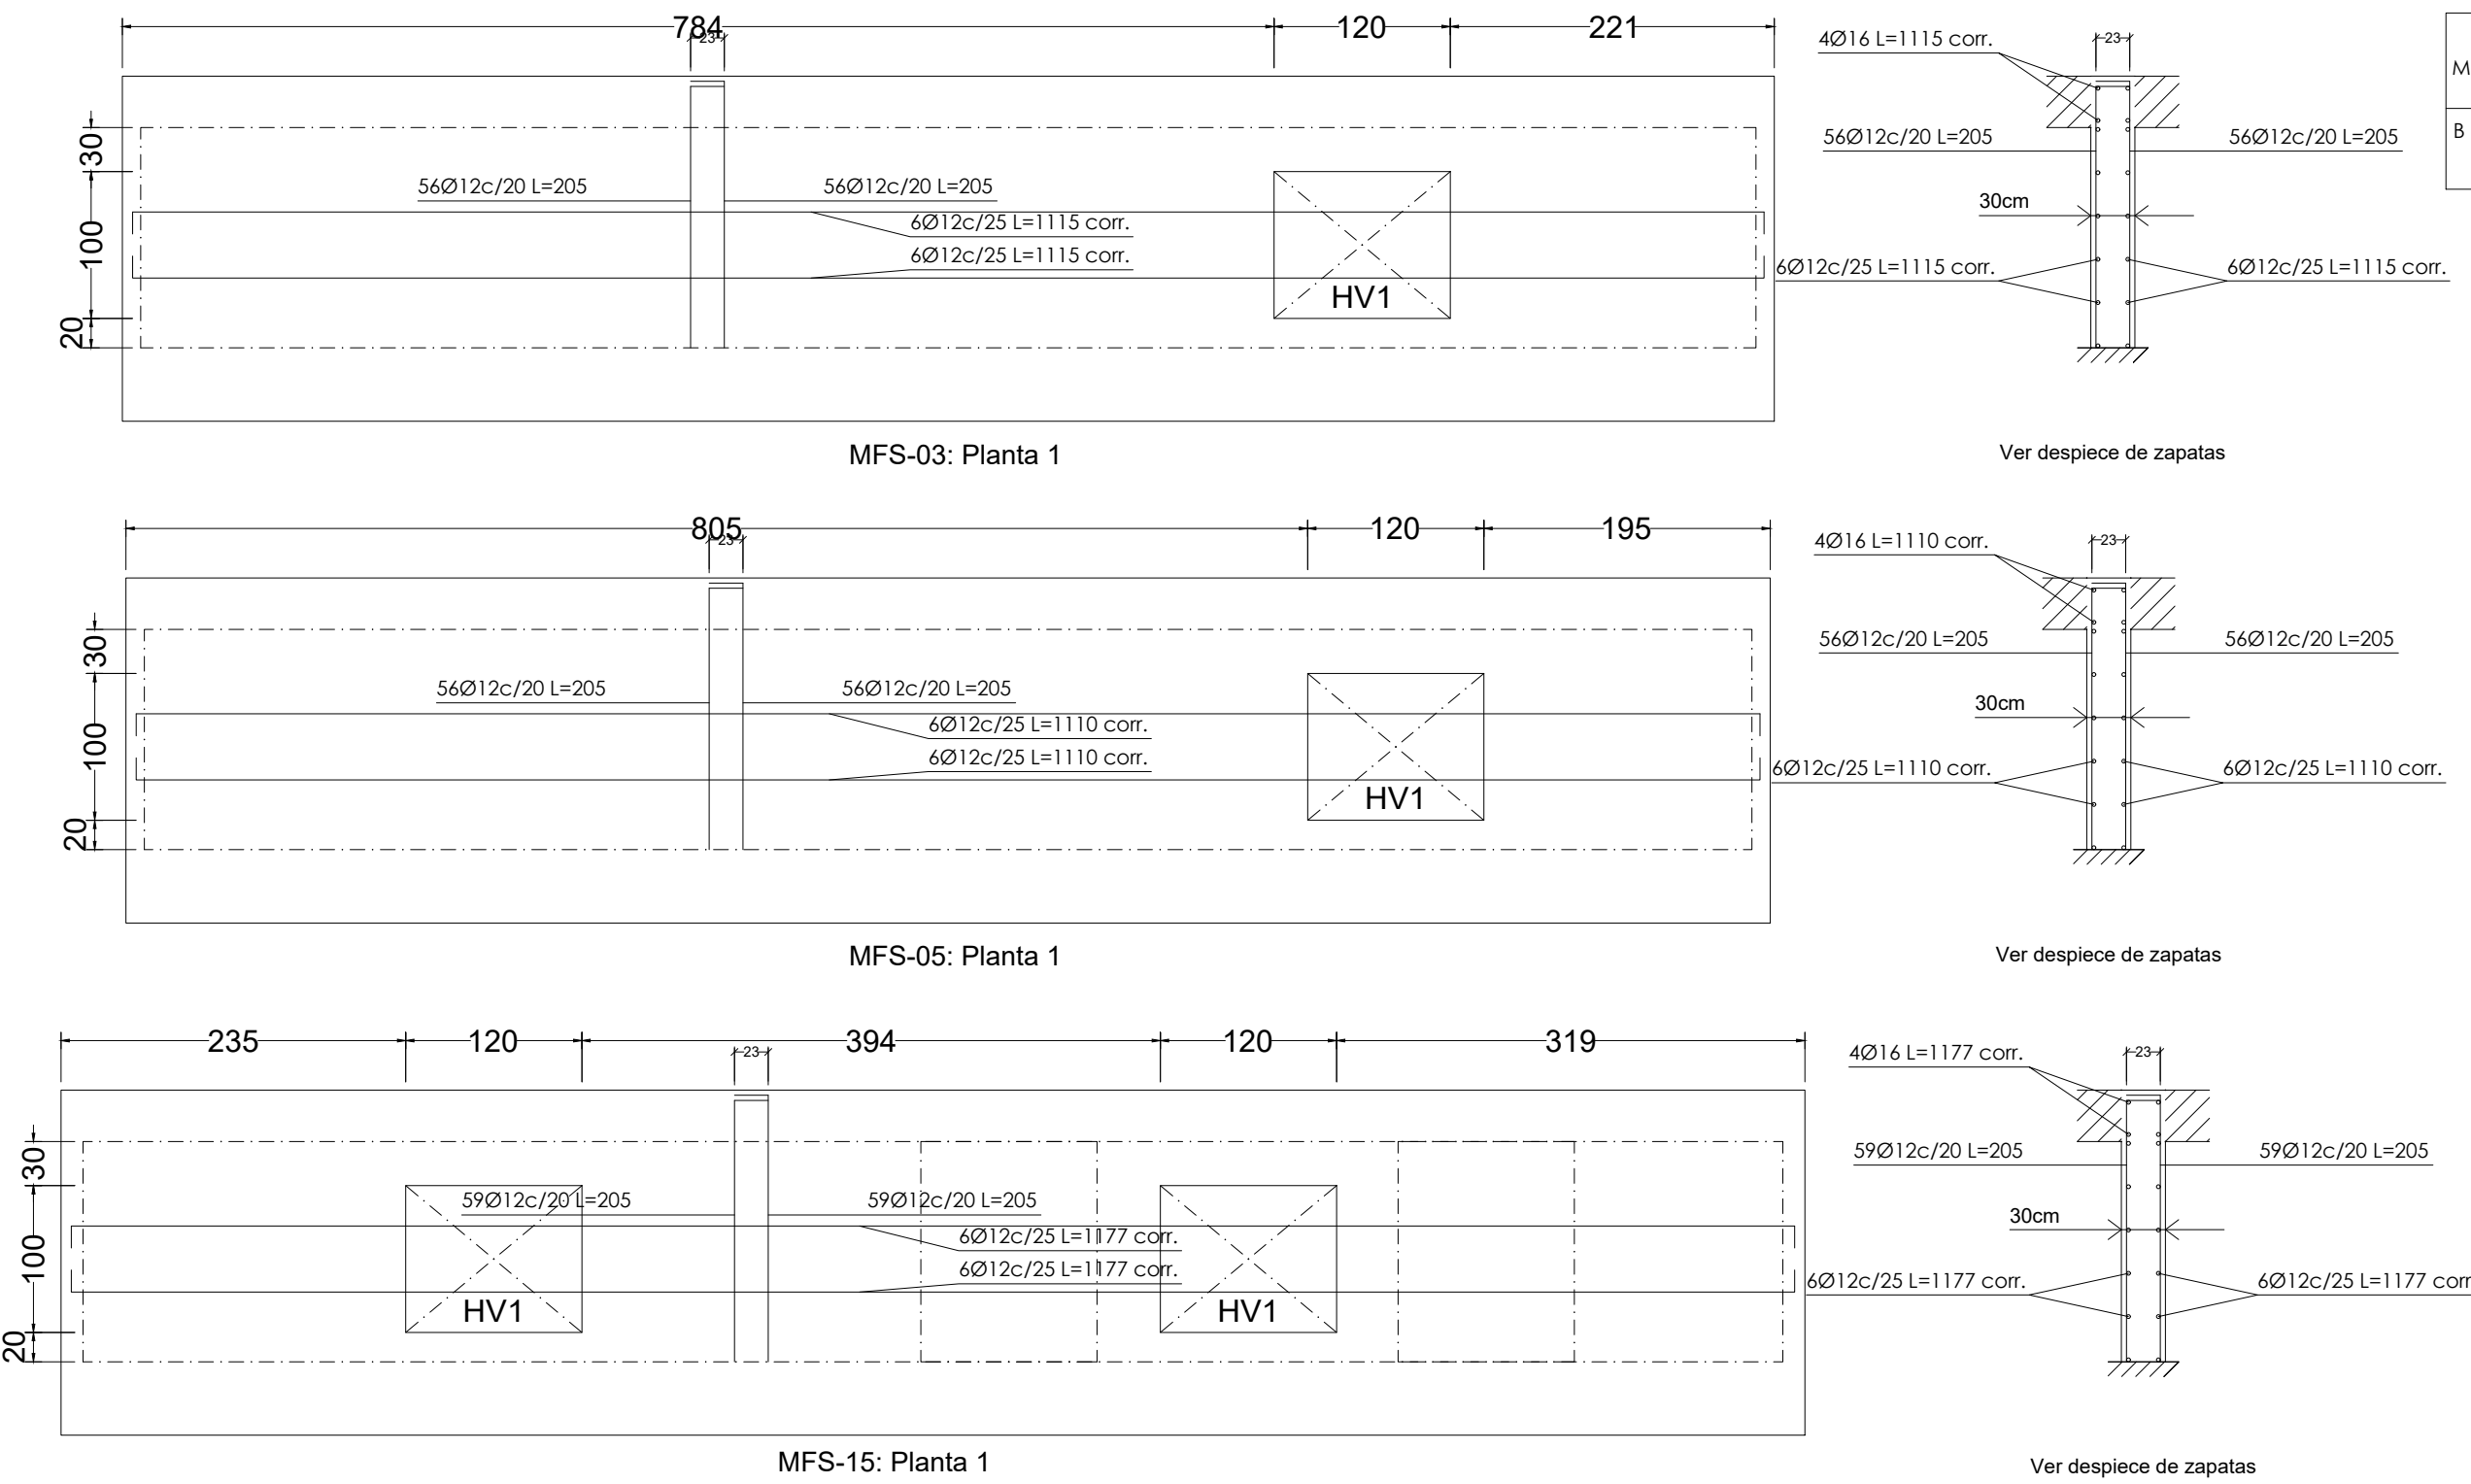 784
120
221
23
4Ø16 L=1115 corr.
23
M
B
30
100
20
56Ø12c/20 L=205
56Ø12c/20 L=205
56Ø12c/20 L=205
56Ø12c/20 L=205
6Ø12c/25 L=1115 corr.
6Ø12c/25 L=1115 corr.
HV1
30cm
6Ø12c/25 L=1115 corr.
6Ø12c/25 L=1115 corr.
MFS-03: Planta 1
Ver despiece de zapatas
805
120
195
23
4Ø16 L=1110 corr.
23
30
100
20
56Ø12c/20 L=205
56Ø12c/20 L=205
56Ø12c/20 L=205
56Ø12c/20 L=205
6Ø12c/25 L=1110 corr.
6Ø12c/25 L=1110 corr.
HV1
30cm
6Ø12c/25 L=1110 corr.
6Ø12c/25 L=1110 corr.
MFS-05: Planta 1
Ver despiece de zapatas
235
120
394
120
319
23
4Ø16 L=1177 corr.
23
30
100
20
59Ø12c/20 L=205
59Ø12c/20 L=205
59Ø12c/20 L=205
59Ø12c/20 L=205
6Ø12c/25 L=1177 corr.
6Ø12c/25 L=1177 corr.
HV1
HV1
30cm
6Ø12c/25 L=1177 corr.
6Ø12c/25 L=1177 corr
MFS-15: Planta 1
Ver despiece de zapatas